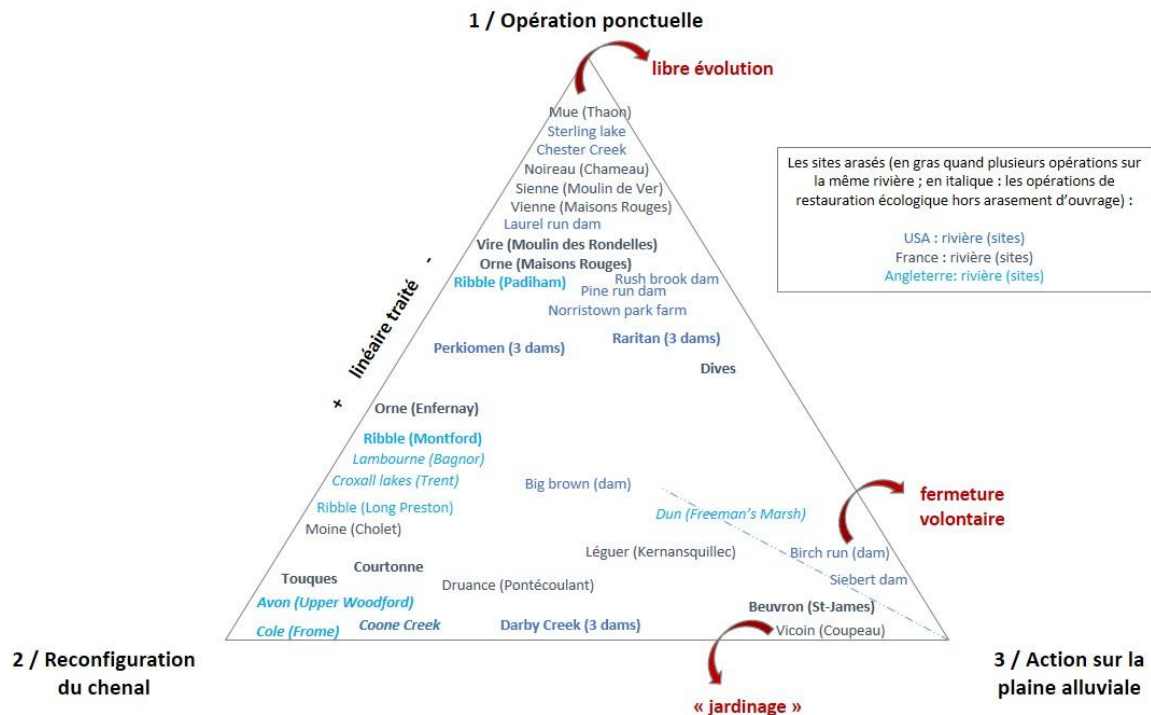 1 / Opération ponctuelle
libre évolution
Mue (Thaon)
Sterling lake
Chester Creek
Noireau (Chameau)
Sienne (Moulin de Ver)
Vienne (Maisons Rouges)
Laurel run dam
Vire (Moulin des Rondelles)
Orne (Maisons Rouges)
Ribble (Padiham)
Rush brook dam
Pine run dam
Norristown park farm
Raritan (3 dams)
Perkiomen (3 dams)
Dives
+ linéaire traité -
Les sites arasés (en gras quand plusieurs opérations sur
la même rivière ; en italique : les opérations de
restauration écologique hors arasement d’ouvrage) :
USA : rivière (sites)
France : rivière (sites)
Angleterre: rivière (sites)
Orne (Enfernay)
Ribble (Montford)
Lambourne (Bagnor)
Croxall lakes (Trent)
Big brown (dam)
Ribble (Long Preston)
Dun (Freeman’s Marsh)
Moine (Cholet)
fermeture
volontaire
Léguer (Kernansquillec)
Birch run (dam)
Courtonne
Touques
Druance (Pontécoulant)
Siebert dam
Avon (Upper Woodford)
Beuvron (St-James)
Cole (Frome)
Coone Creek
Darby Creek (3 dams)
Vicoin (Coupeau)
2 / Reconfiguration
du chenal
« jardinage »
3 / Action sur la
plaine alluviale